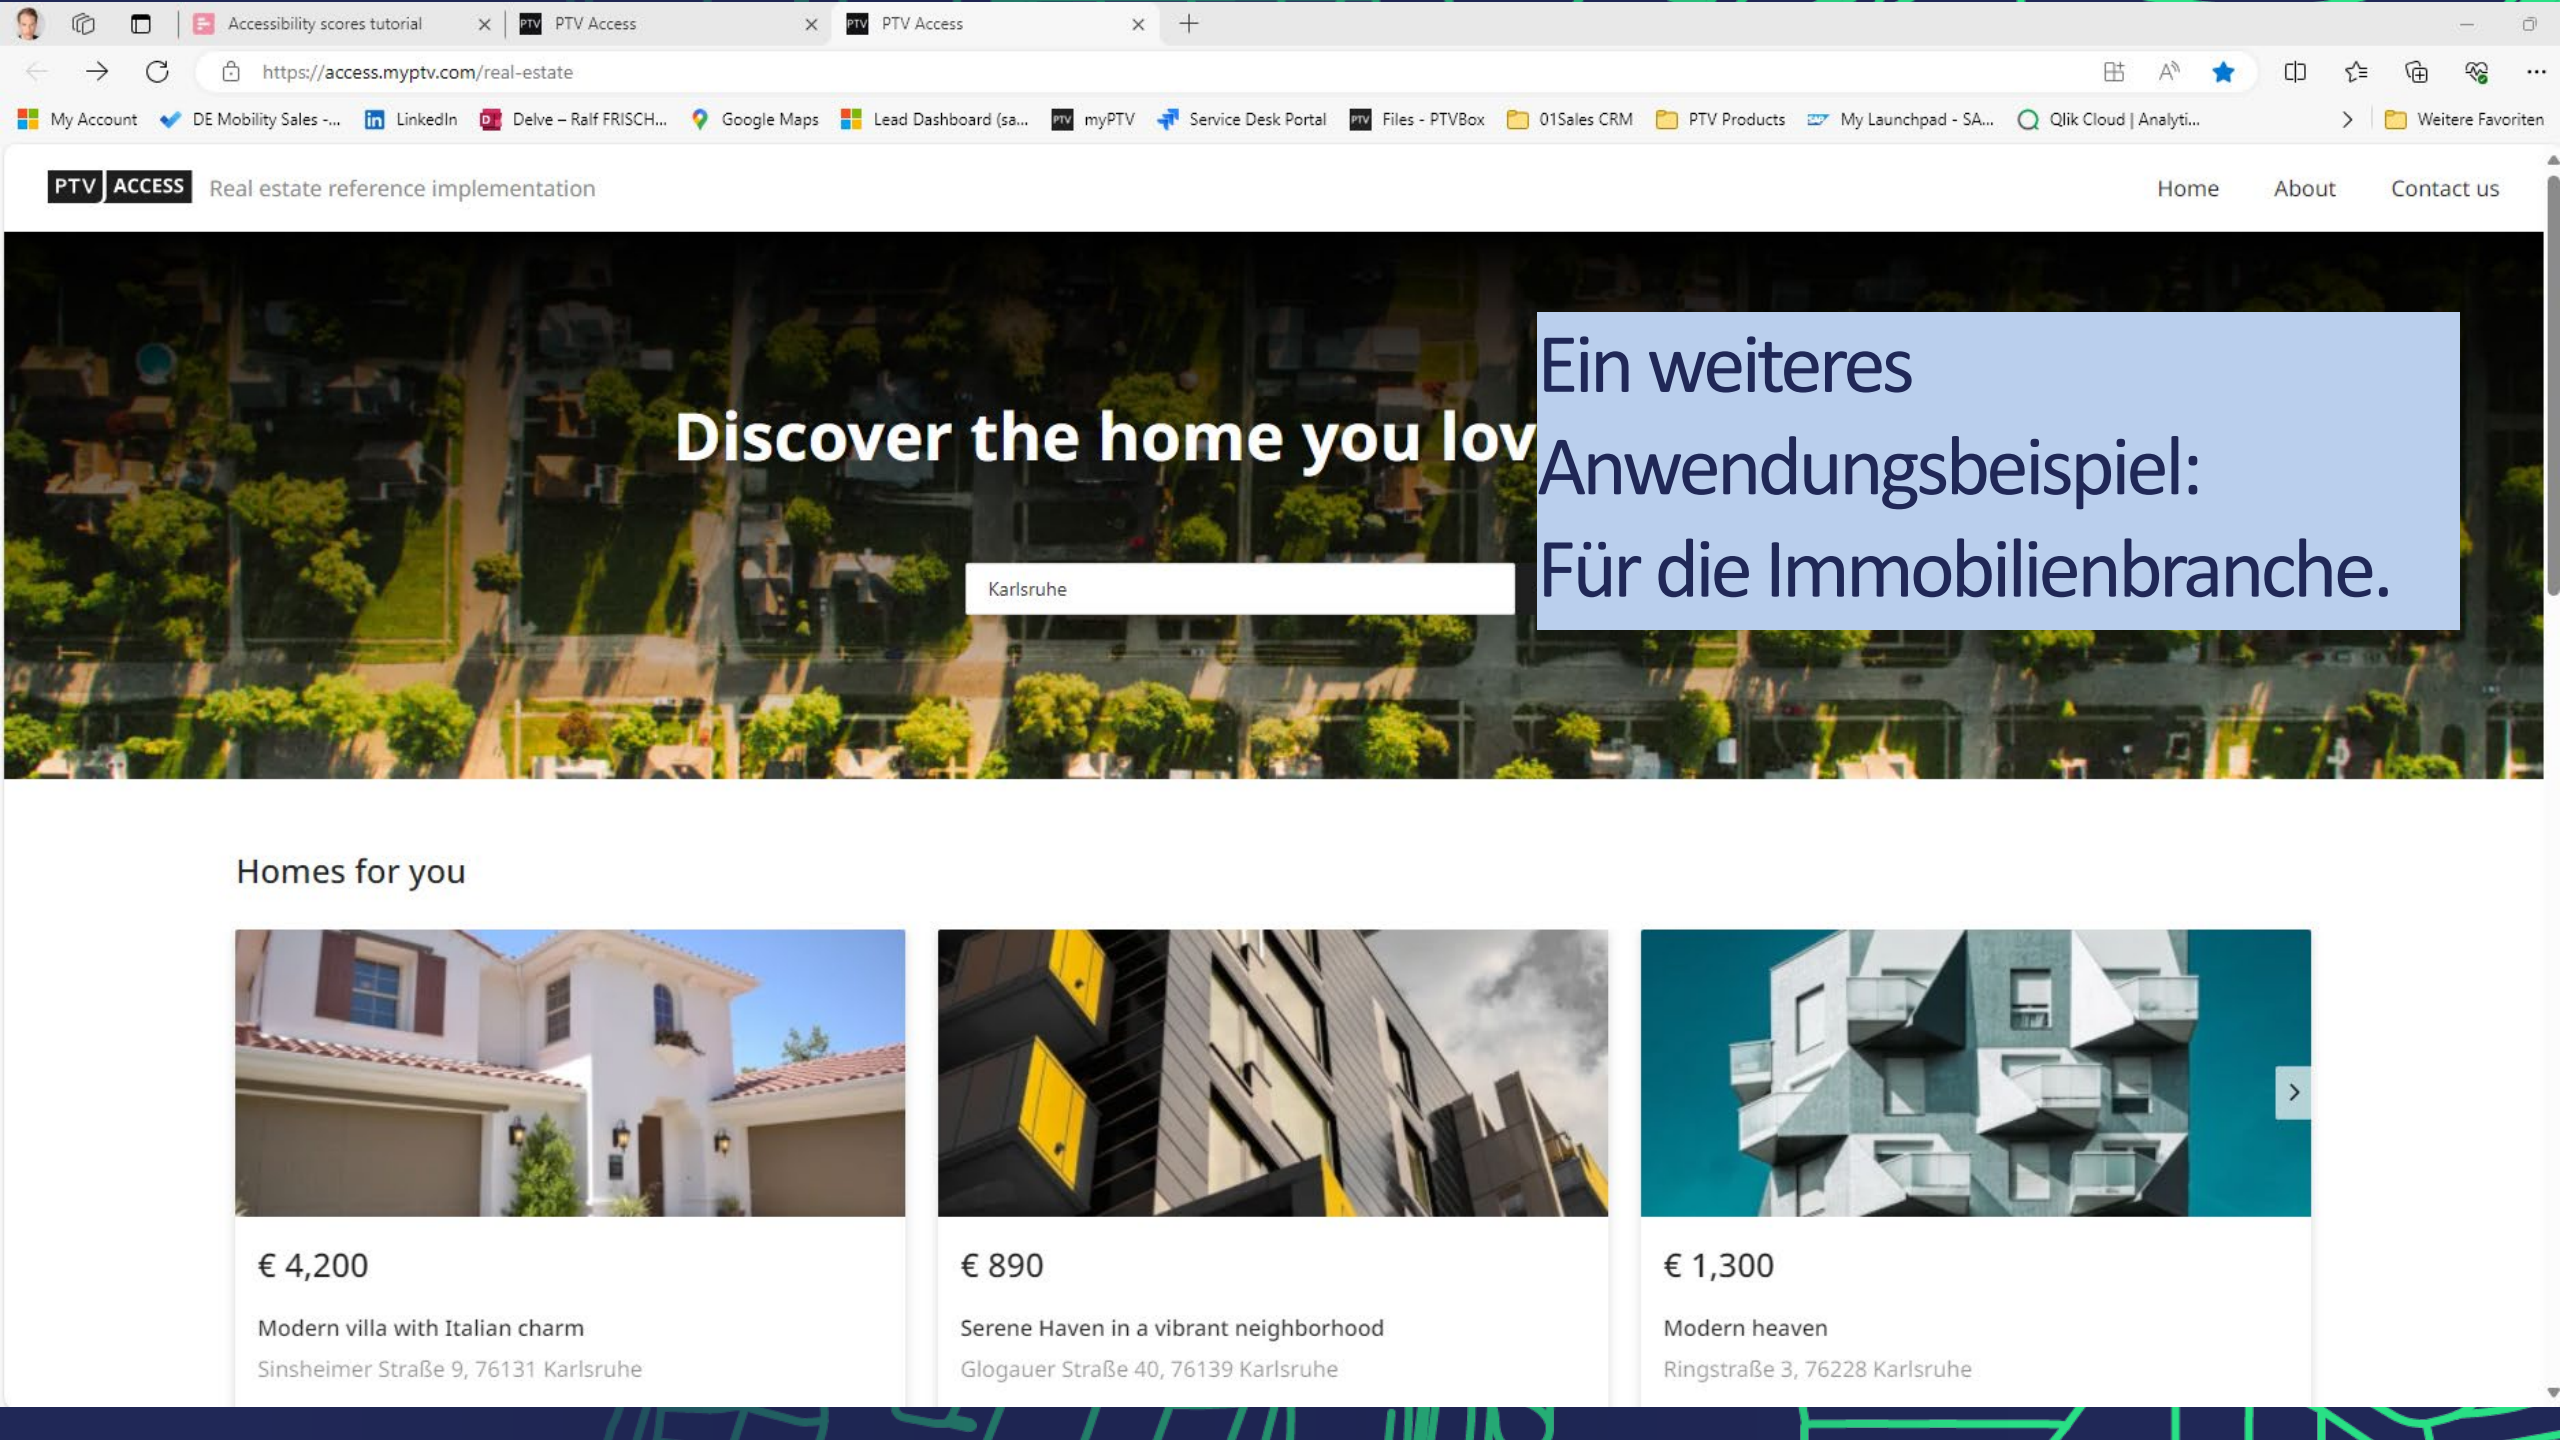 Accessibility scores tutorial
PTV
PTV Access
PTV
PTV Access
https://access.myptv.com/real-estate
My Account
DE Mobility Sales -...
LinkedIn
Delve – Ralf FRISCH...
Google Maps
Lead Dashboard (sa...
PTV myPTV
Service Desk Portal
PTV Files - PTVBox
01Sales CRM
PTV Products
My Launchpad - SA...
Qlik Cloud | Analyti...
Weitere Favoriten
PTV ACCESS
Real estate reference implementation
Home
About
Contact us
Discover the home you lov
Ein weiteres
Anwendungsbeispiel:
Für die Immobilienbranche.
Karlsruhe
Homes for you
€ 4,200
Modern villa with Italian charm
Sinsheimer Straße 9, 76131 Karlsruhe
€ 890
Serene Haven in a vibrant neighborhood
Glogauer Straße 40, 76139 Karlsruhe
€ 1,300
Modern heaven
Ringstraße 3, 76228 Karlsruhe